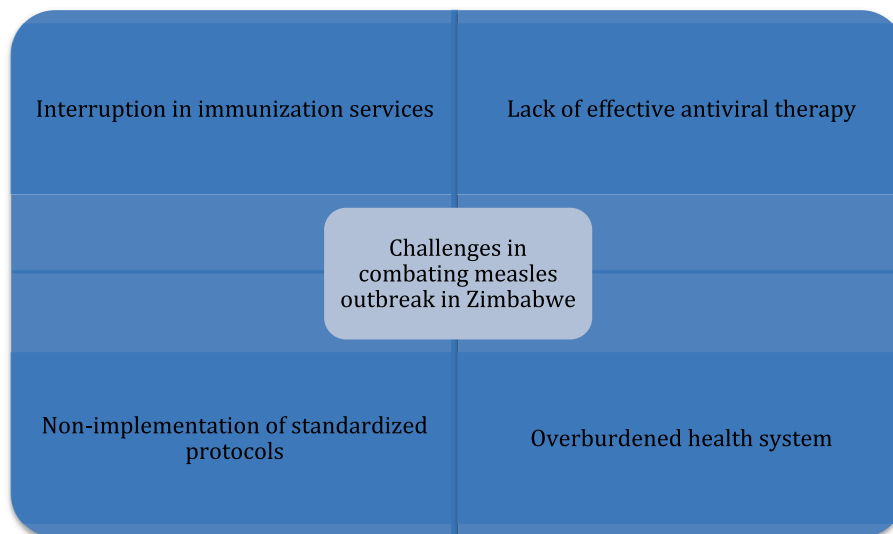 Interruption in immunization services
Lack of effective antiviral therapy
Challenges in
combating measles
outbreak in Zimbabwe
Non-implementation of standardized
protocols
Overburdened health system